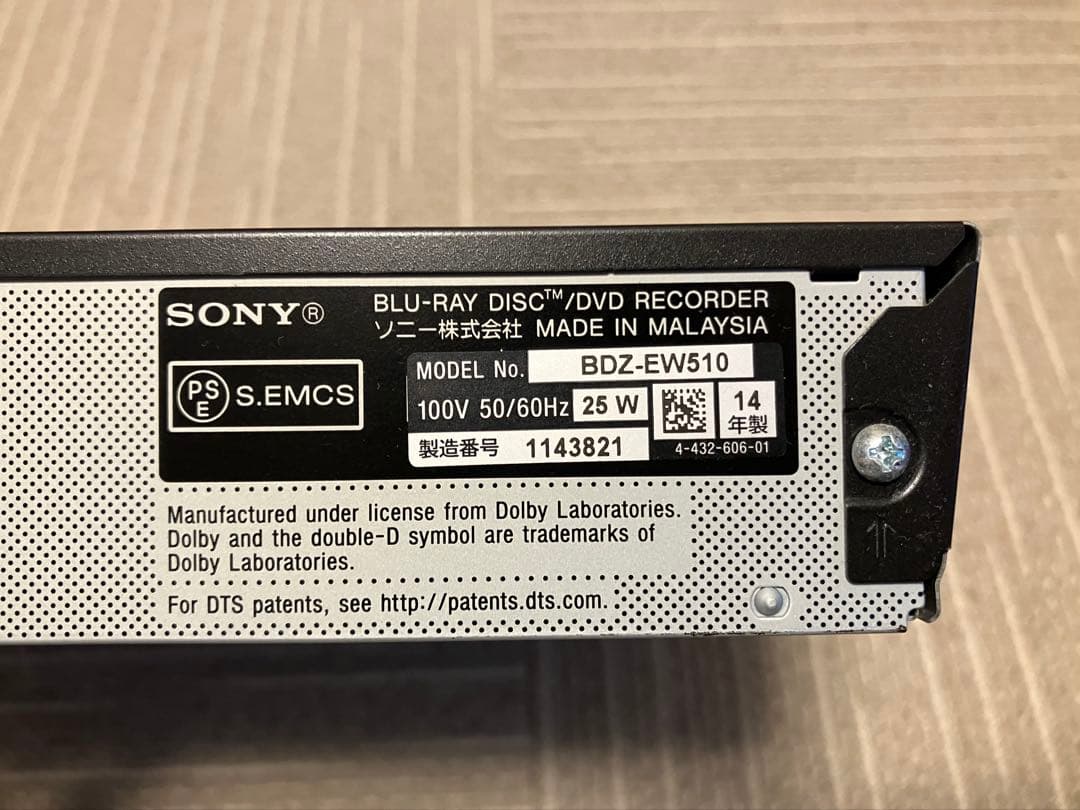 SONY®
BLU-RAY DISC™/DVD RECORDER
ソニー株式会社 MADE IN MALAYSIA
PS
E
S.EMCS
MODEL No. BDZ-EW510
100V 50/60Hz 25 W
14
年製
製造番号 1143821
4-432-606-01
Manufactured under license from Dolby Laboratories.
Dolby and the double-D symbol are trademarks of
Dolby Laboratories.
For DTS patents, see http://patents.dts.com.